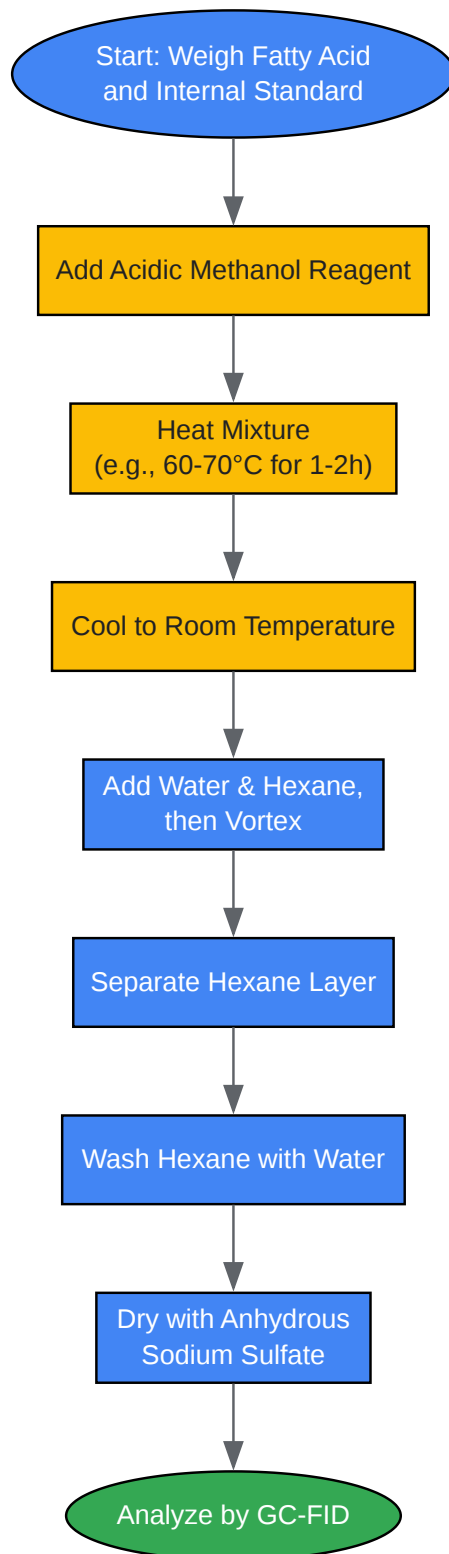 Start: Weigh Fatty Acid
and Internal Standard
Add Acidic Methanol Reagent
Heat Mixture
(e.g., 60-70°C for 1-2h)
Cool to Room Temperature
Add Water & Hexane,
then Vortex
Separate Hexane Layer
Wash Hexane with Water
Dry with Anhydrous
Sodium Sulfate
Analyze by GC-FID